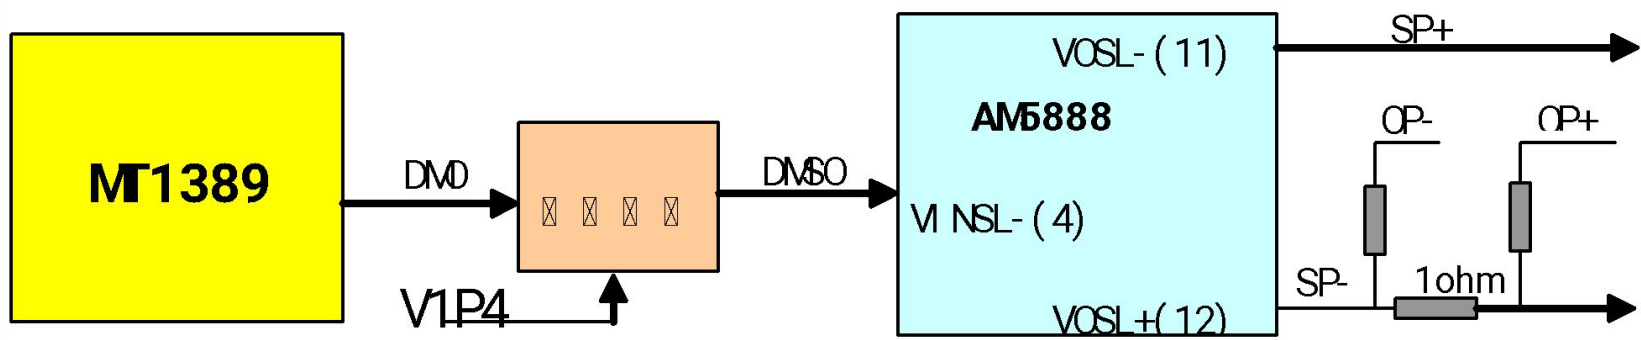 SP+
VOSL-(11)
AM5888
OP-
OP+
MT1389
DMO
DMSO
VINSL-(4)
SP-
1ohm
V1P4
VOSL+(12)